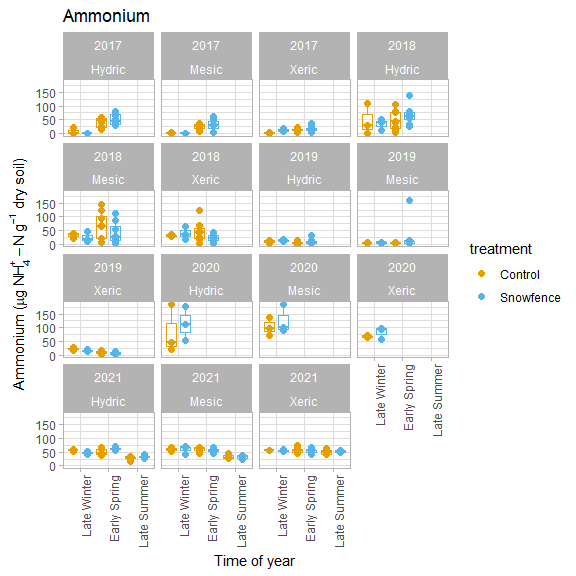 Ammonium
2017 2017 2017 2018
Hydric Mesic Xeric Hydric
150
100
50
0
2018 2018 2019 2019
Mesic Xeric Hydric Mesic
150
100
50
0
2019 2020 2020 2020
Xeric Hydric Mesic Xeric
150
100
50
0
2021 2021 2021
Hydric Mesic Xeric
150
100
50
0
Late Winter Early Spring Late Summer
Late Winter Early Spring Late Summer
Late Winter Early Spring Late Summer
Late Winter Early Spring Late Summer
Time of year
Ammonium (μg NH₄⁺ − N g⁻¹ dry soil)
treatment
Control
Snowfence